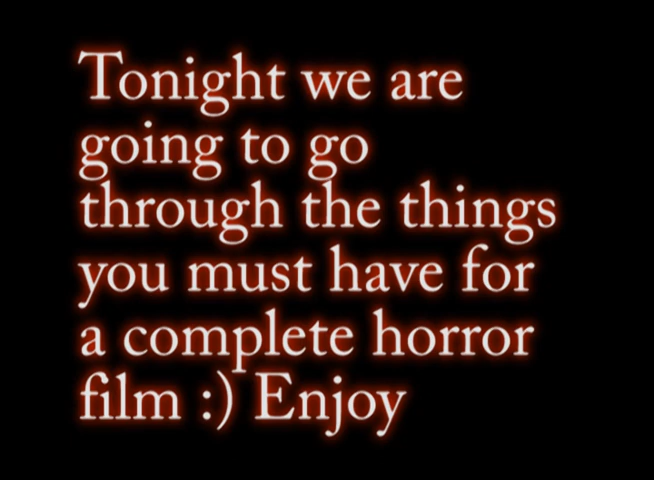 Tonight we are
going to go
through the things
you must have for
a complete horror
film :) Enjoy